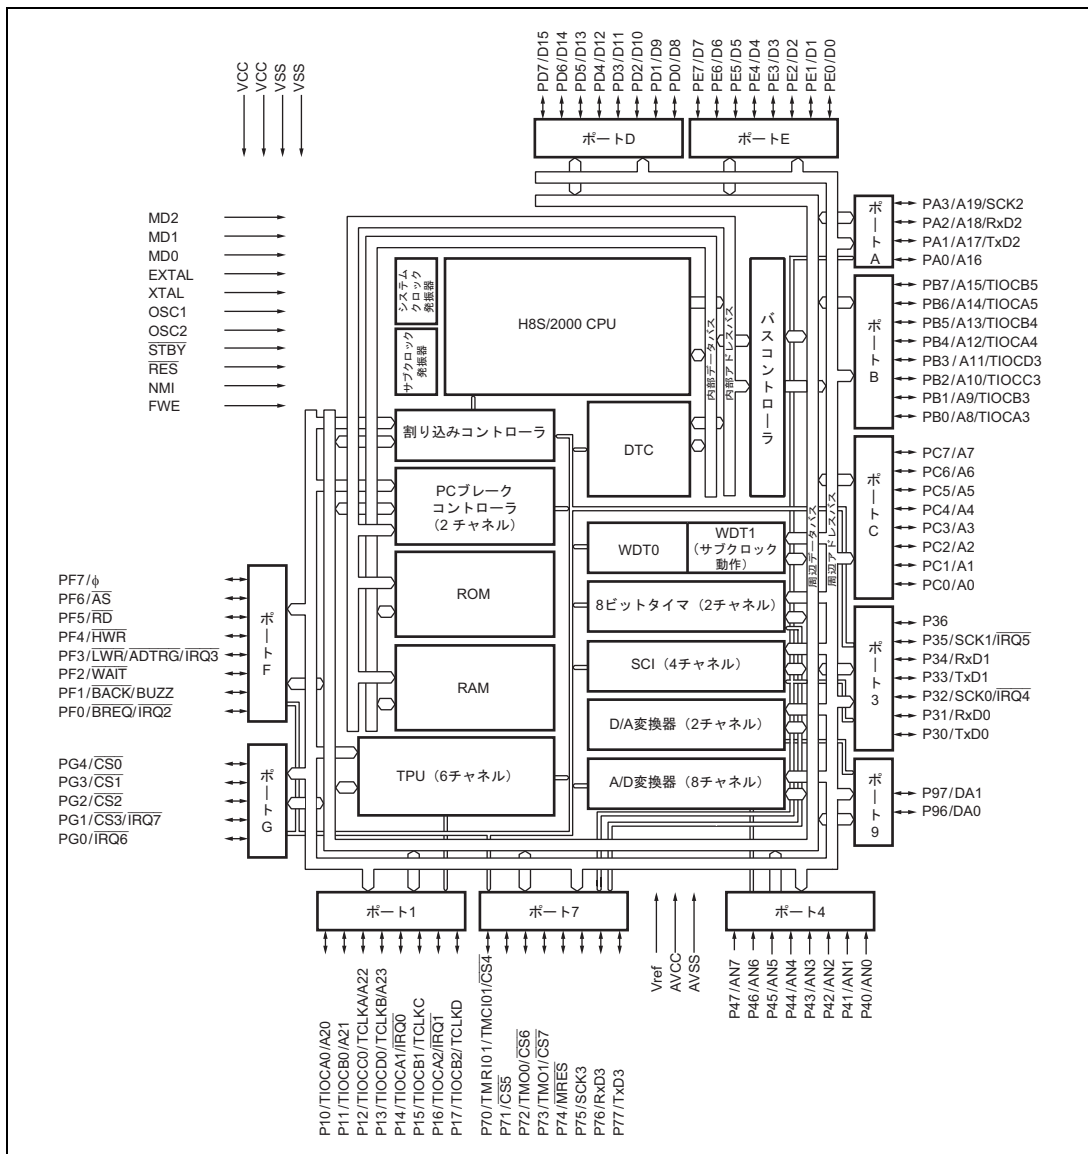 VCC
VCC
VSS
VSS
PD7/D15
PD6/D14
PD5/D13
PD4/D12
PD3/D11
PD2/D10
PD1/D9
PD0/D8
PE7/D7
PE6/D6
PE5/D5
PE4/D4
PE3/D3
PE2/D2
PE1/D1
PE0/D0
ポートD
ポートE
MD2
MD1
MD0
EXTAL
XTAL
OSC1
OSC2
STBY
RES
NMI
FWE
システム
クロック
発振器
サブクロック
発振器
H8S/2000 CPU
内部データバス
内部アドレスバス
バスコントローラ
ポートA
PA3/A19/SCK2
PA2/A18/RxD2
PA1/A17/TxD2
PA0/A16
ポートB
PB7/A15/TIOCB5
PB6/A14/TIOCA5
PB5/A13/TIOCB4
PB4/A12/TIOCA4
PB3/A11/TIOCD3
PB2/A10/TIOCC3
PB1/A9/TIOCB3
PB0/A8/TIOCA3
割り込みコントローラ
DTC
PCブレーク
コントローラ
(2 チャネル)
ポートC
PC7/A7
PC6/A6
PC5/A5
PC4/A4
PC3/A3
PC2/A2
PC1/A1
PC0/A0
WDT0
WDT1
(サブクロック
動作)
周辺データバス
周辺アドレスバス
ROM
8ビットタイマ (2チャネル)
PF7/φ
PF6/AS
PF5/RD
PF4/HWR
PF3/LWR/ADTRG/IRQ3
PF2/WAIT
PF1/BACK/BUZZ
PF0/BREQ/IRQ2
ポートF
RAM
SCI (4チャネル)
D/A変換器 (2チャネル)
ポート3
P36
P35/SCK1/IRQ5
P34/RxD1
P33/TxD1
P32/SCK0/IRQ4
P31/RxD0
P30/TxD0
PG4/CS0
PG3/CS1
PG2/CS2
PG1/CS3/IRQ7
PG0/IRQ6
ポートG
TPU (6チャネル)
A/D変換器 (8チャネル)
ポート9
P97/DA1
P96/DA0
ポート1
ポート7
ポート4
P10/TIOCA0/A20
P11/TIOCB0/A21
P12/TIOCC0/TCLKA/A22
P13/TIOCD0/TCLKB/A23
P14/TIOCA1/IRQ0
P15/TIOCB1/TCLKC
P16/TIOCA2/IRQ1
P17/TIOCB2/TCLKD
P70/TMRI01/TMCI01/CS4
P71/CS5
P72/TMO0/CS6
P73/TMO1/CS7
P74/MRES
P75/SCK3
P76/RxD3
P77/TxD3
Vref
AVCC
AVSS
P47/AN7
P46/AN6
P45/AN5
P44/AN4
P43/AN3
P42/AN2
P41/AN1
P40/AN0